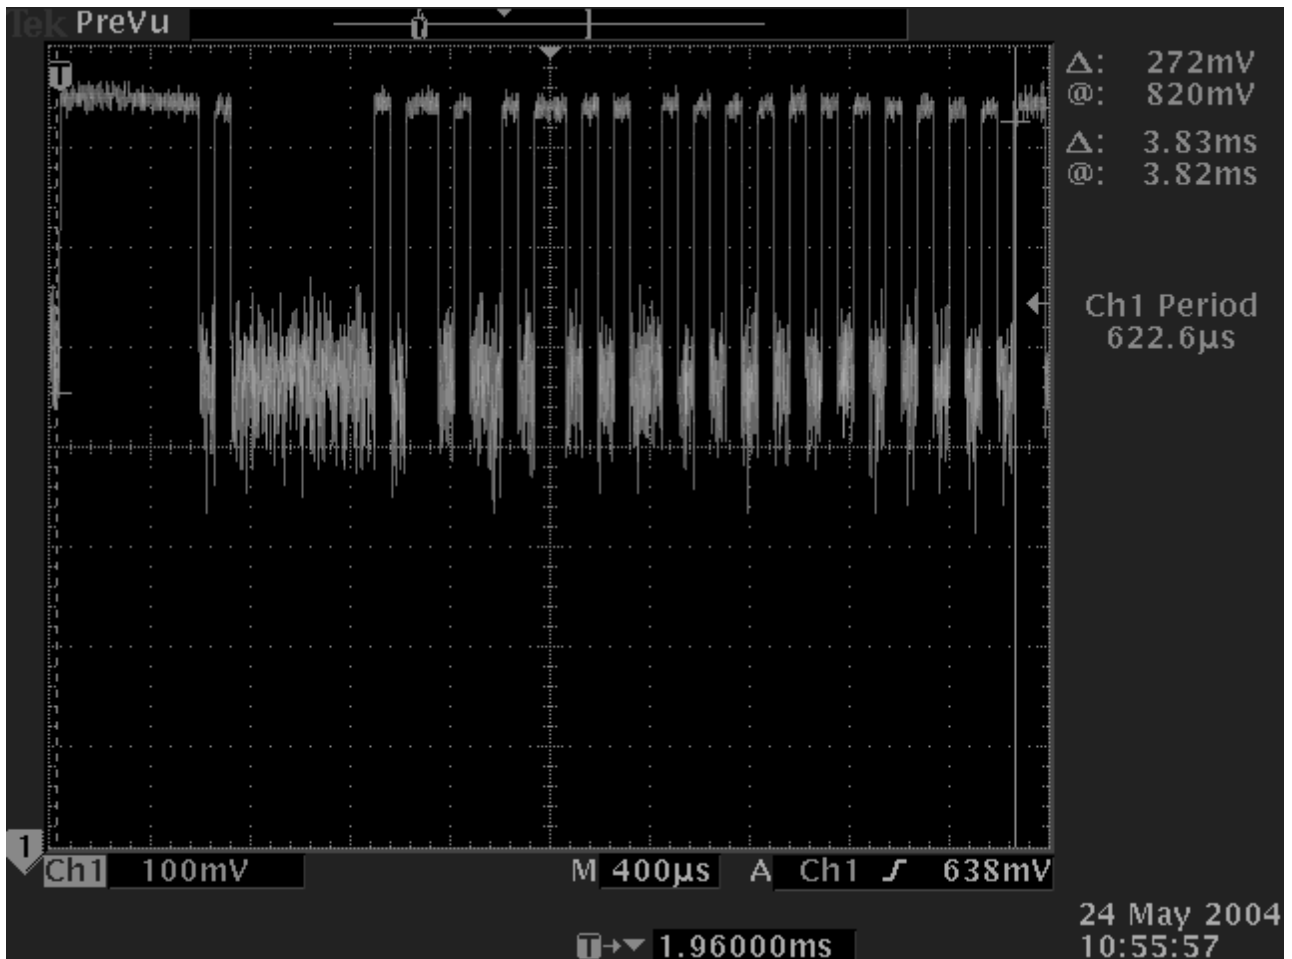 Tek PreVu
T
Δ: 272mV
@: 820mV
Δ: 3.83ms
@: 3.82ms
Ch1 Period
622.6µs
1
Ch1 100mV M 400µs A Ch1 638mV
T→▼ 1.96000ms
24 May 2004
10:55:57